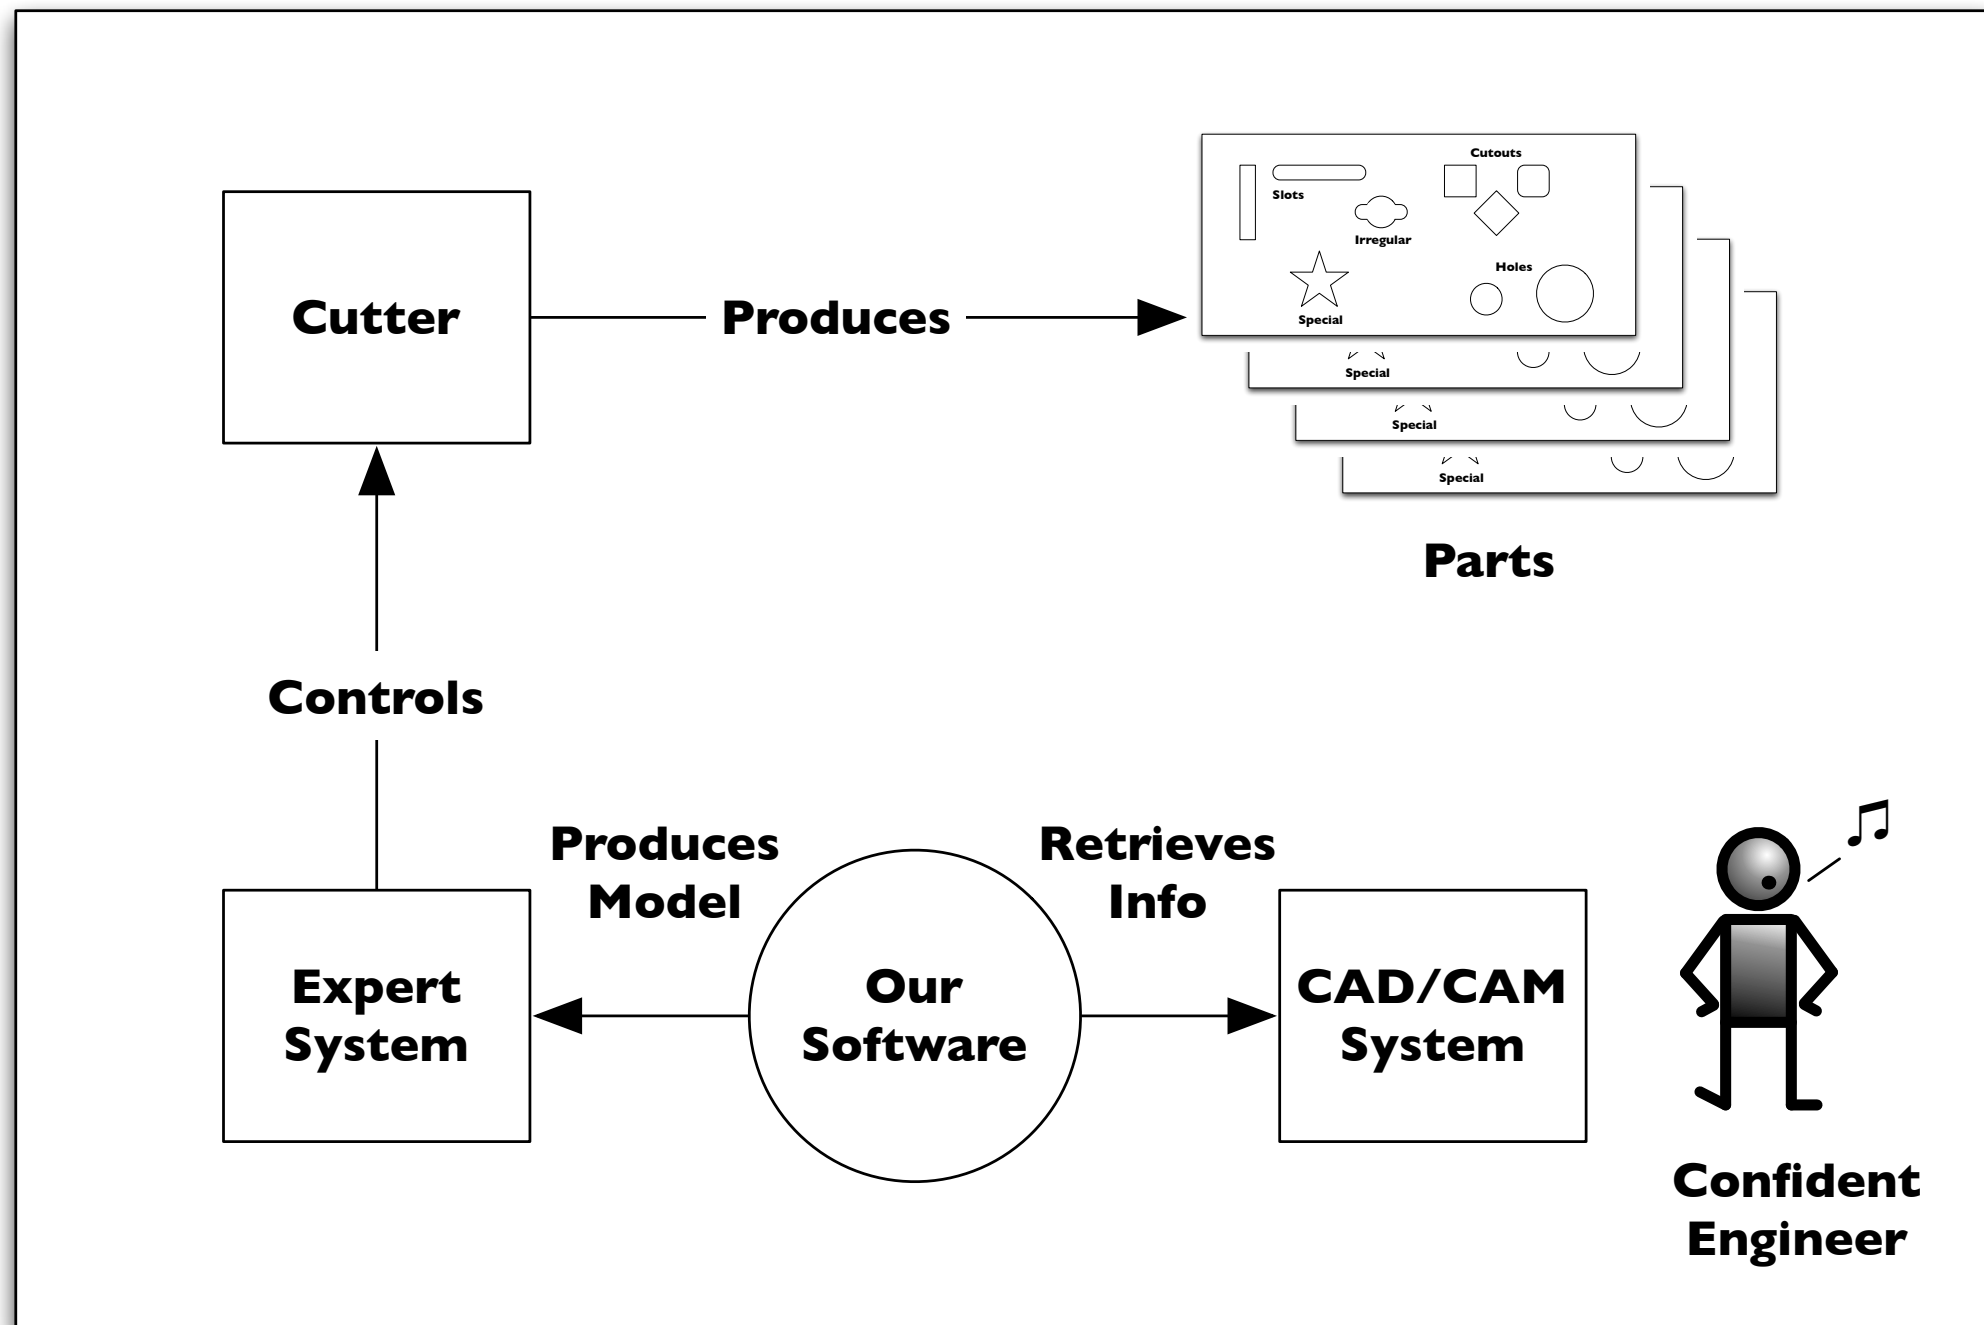 Cutouts
Slots
Irregular
Holes
Special
Special
Special
Special
Cutter
Produces
Parts
Controls
Produces
Model
Retrieves
Info
Expert
System
Our
Software
CAD/CAM
System
Confident
Engineer